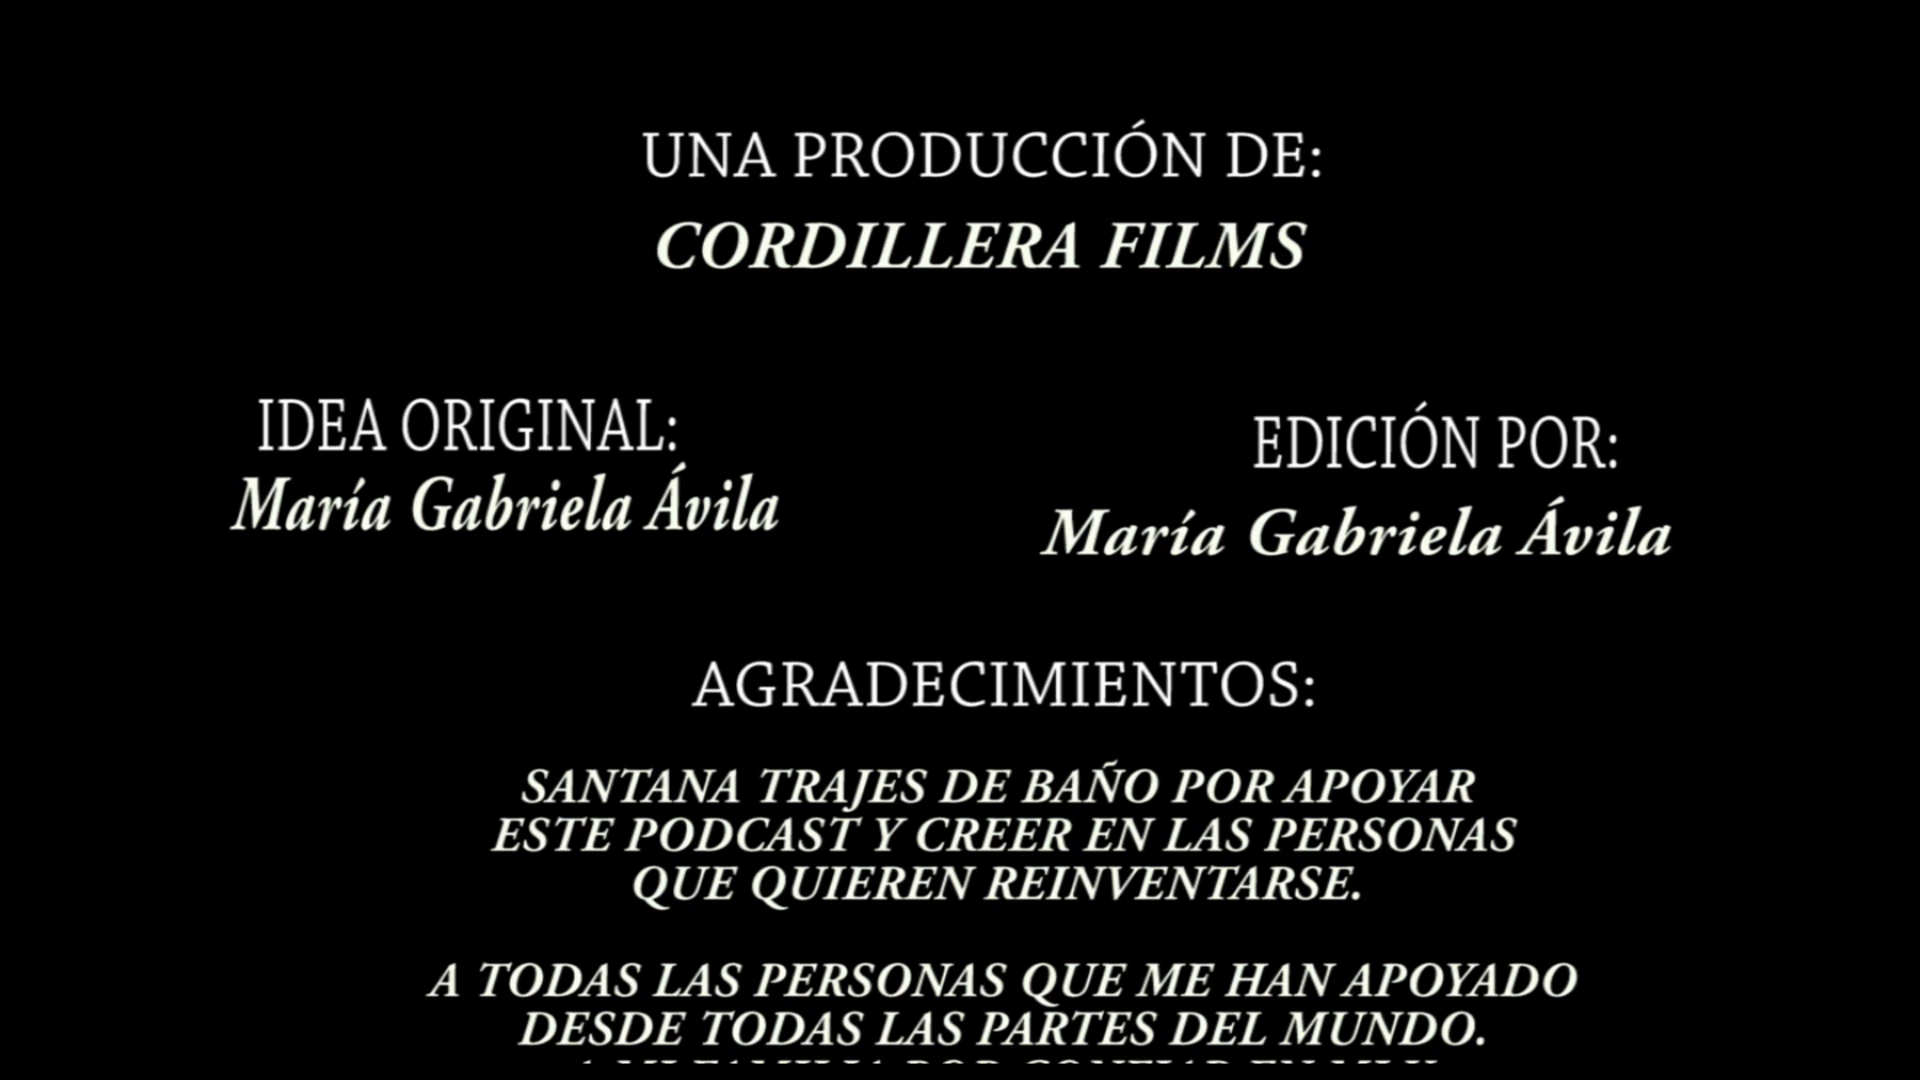 UNA PRODUCCIÓN DE:
CORDILLERA FILMS
IDEA ORIGINAL:
María Gabriela Ávila
EDICIÓN POR:
María Gabriela Ávila
AGRADECIMIENTOS:
SANTANA TRAJES DE BAÑO POR APOYAR
ESTE PODCAST Y CREER EN LAS PERSONAS
QUE QUIEREN REINVENTARSE.
A TODAS LAS PERSONAS QUE ME HAN APOYADO
DESDE TODAS LAS PARTES DEL MUNDO.